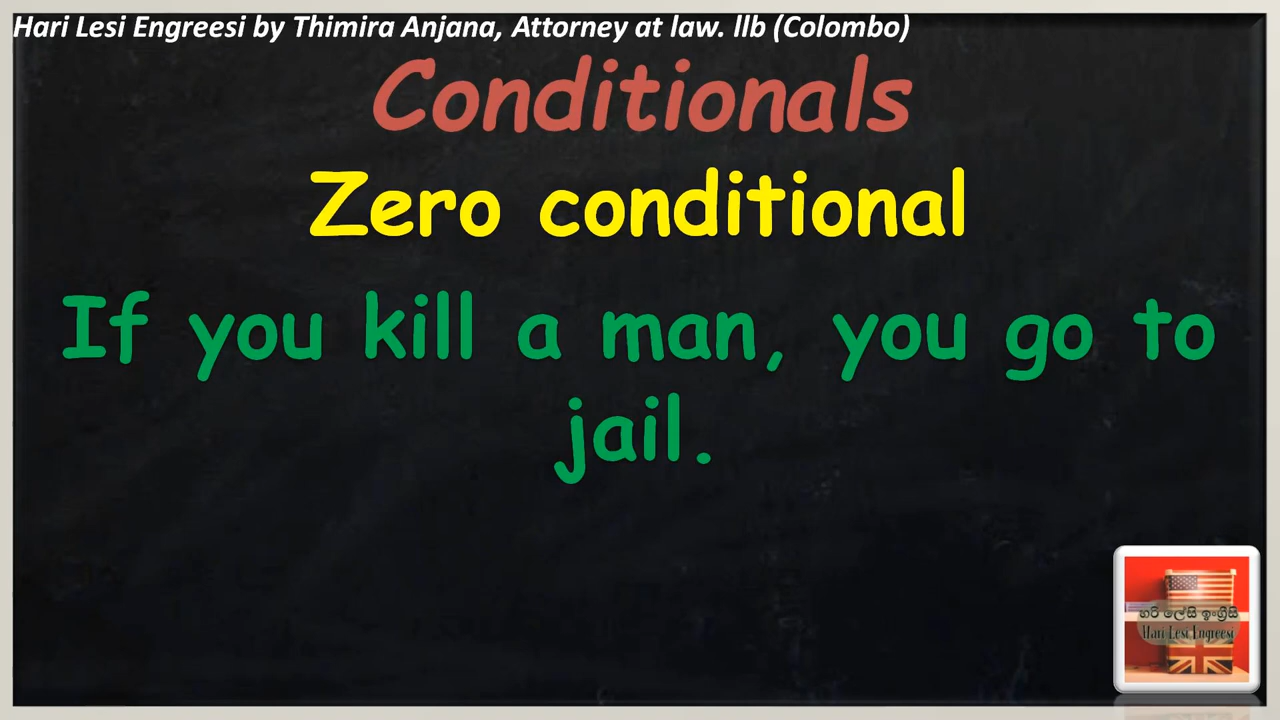 Hari Lesi Engreesi by Thimira Anjana, Attorney at law. llb (Colombo)
Conditionals
Zero conditional
If you kill a man, you go to
jail.
හරි ලේසි ඉංග්‍රීසි
Hari Lesi Engreesi